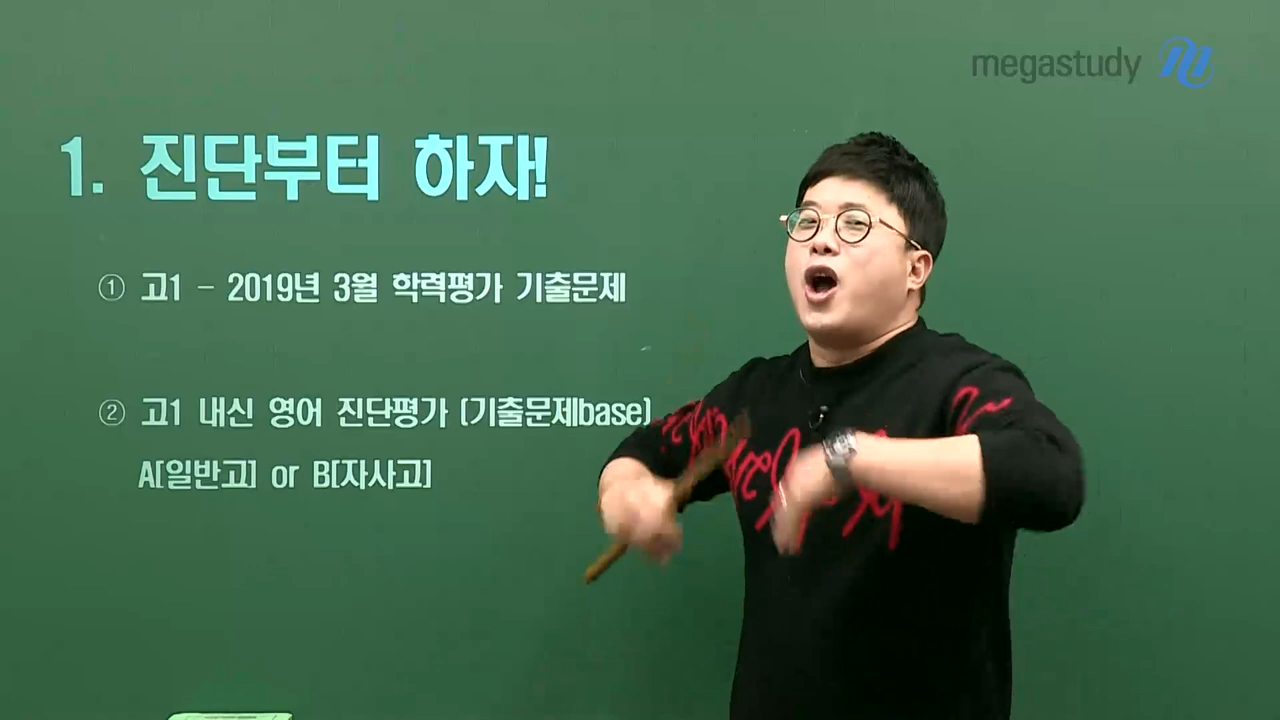 megastudy
1. 진단부터 하자!
① 고1 - 2019년 3월 학력평가 기출문제
② 고1 내신 영어 진단평가 [기출문제base]
A[일반고] or B[자사고]